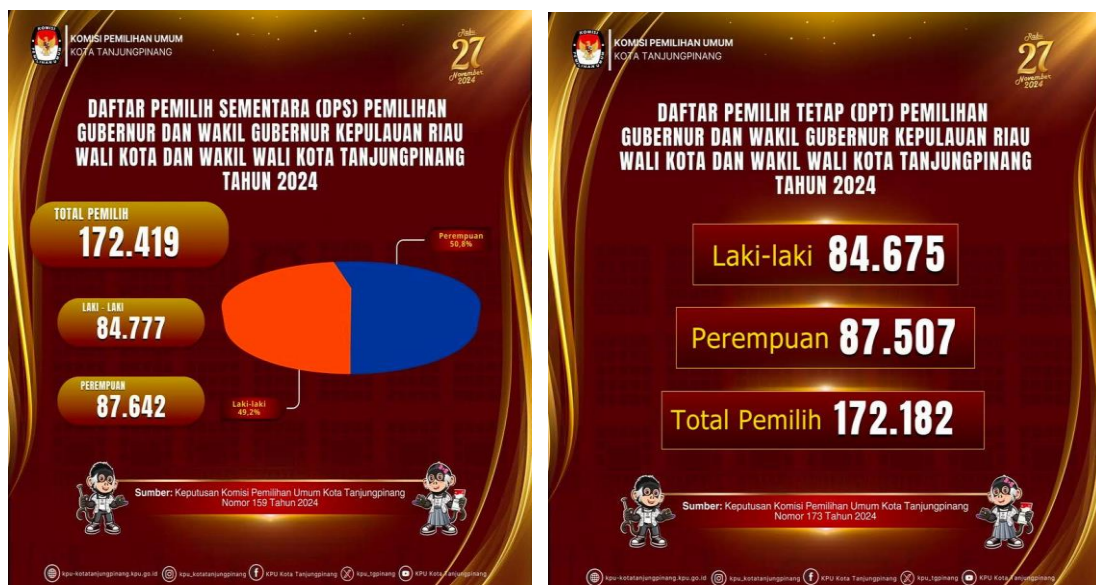 KOMISI PEMILIHAN UMUM
KOTA TANJUNGPINANG
Rabu
27
November
2024
DAFTAR PEMILIH SEMENTARA (DPS) PEMILIHAN
GUBERNUR DAN WAKIL GUBERNUR KEPULAUAN RIAU
WALI KOTA DAN WAKIL WALI KOTA TANJUNGPINANG
TAHUN 2024
TOTAL PEMILIH
172.419
Perempuan
50,8%
LAKI - LAKI
84.777
PEREMPUAN
87.642
Laki-laki
49,2%
Sumber: Keputusan Komisi Pemilihan Umum Kota Tanjungpinang
Nomor 159 Tahun 2024
kpu-kotatanjungpinang.kpu.go.id kpu_kotatanjungpinang KPU Kota Tanjungpinang kpu_tgpinang KPU Kota Tanjungpinang
KOMISI PEMILIHAN UMUM
KOTA TANJUNGPINANG
Rabu
27
November
2024
DAFTAR PEMILIH TETAP (DPT) PEMILIHAN
GUBERNUR DAN WAKIL GUBERNUR KEPULAUAN RIAU
WALI KOTA DAN WAKIL WALI KOTA TANJUNGPINANG
TAHUN 2024
Laki-laki 84.675
Perempuan 87.507
Total Pemilih 172.182
Sumber: Keputusan Komisi Pemilihan Umum Kota Tanjungpinang
Nomor 173 Tahun 2024
kpu-kotatanjungpinang.kpu.go.id kpu_kotatanjungpinang KPU Kota Tanjungpinang kpu_tgpinang KPU Kota Tanjungpinang